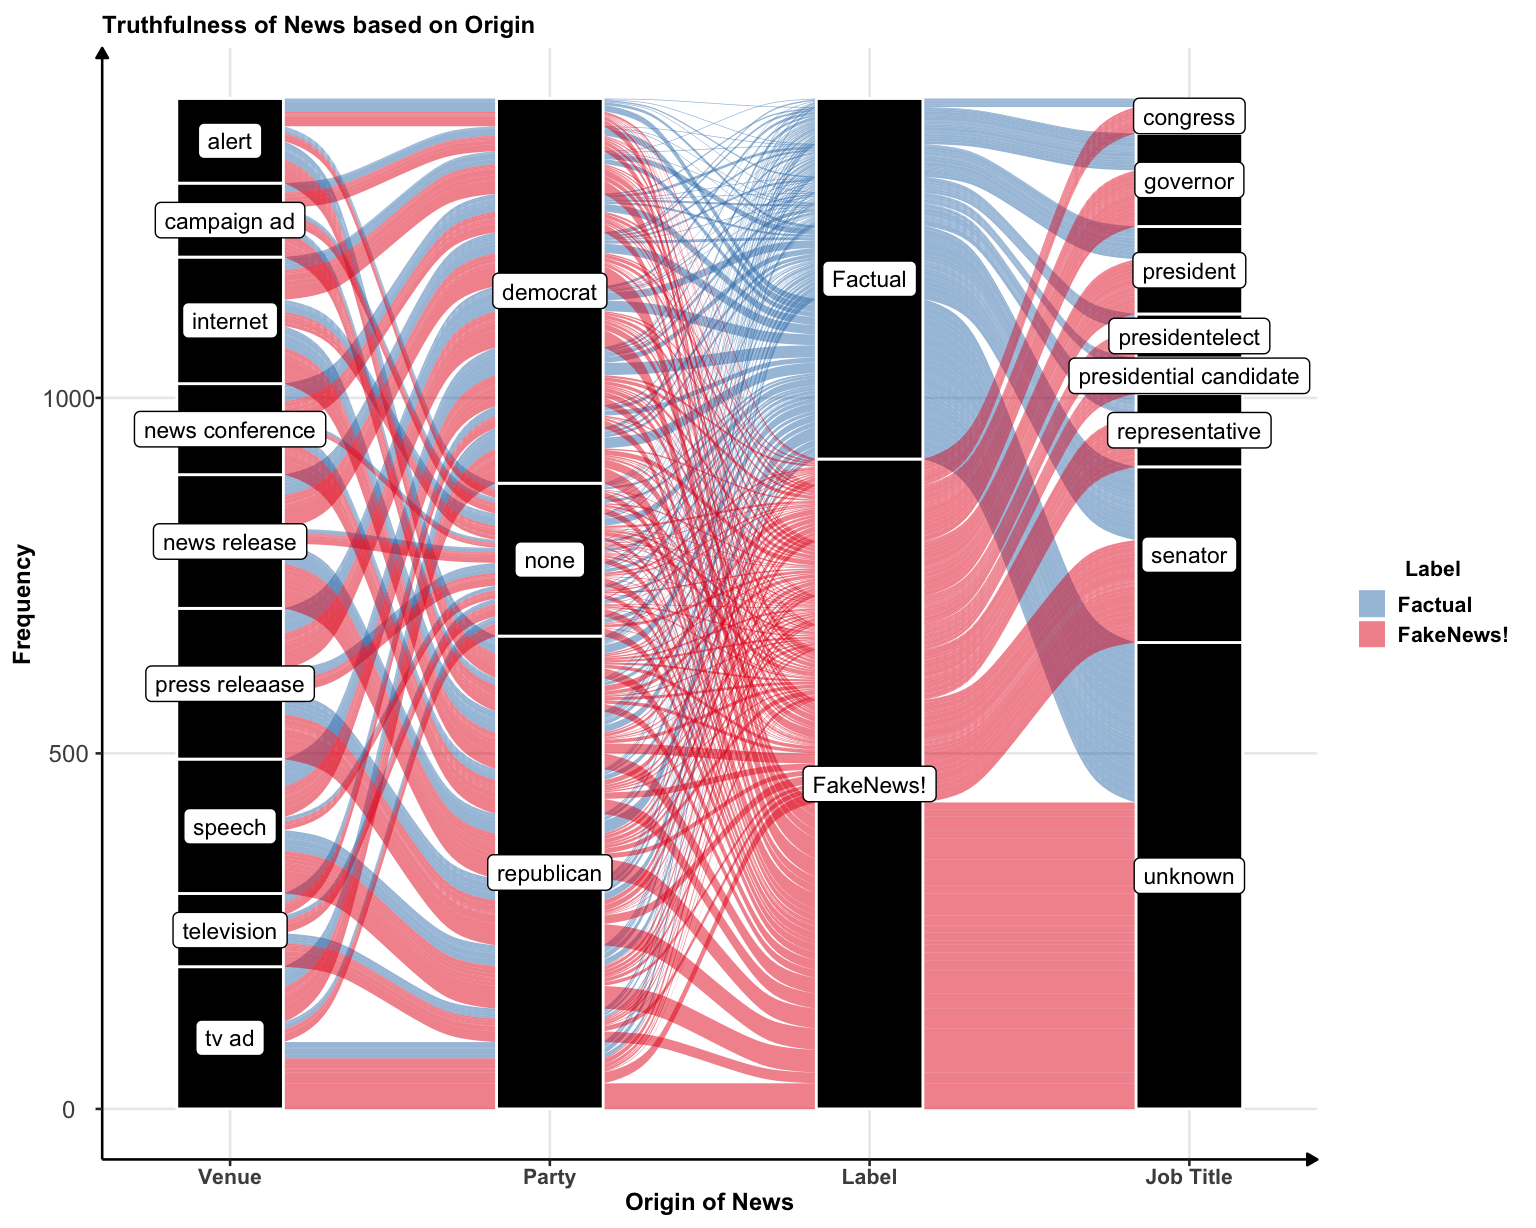 Truthfulness of News based on Origin
Frequency
1000
500
0
alert
campaign ad
internet
news conference
news release
press releaase
speech
television
tv ad
democrat
none
republican
Factual
FakeNews!
congress
governor
president
presidentelect
presidential candidate
representative
senator
unknown
Venue
Party
Label
Job Title
Origin of News
Label
Factual
FakeNews!